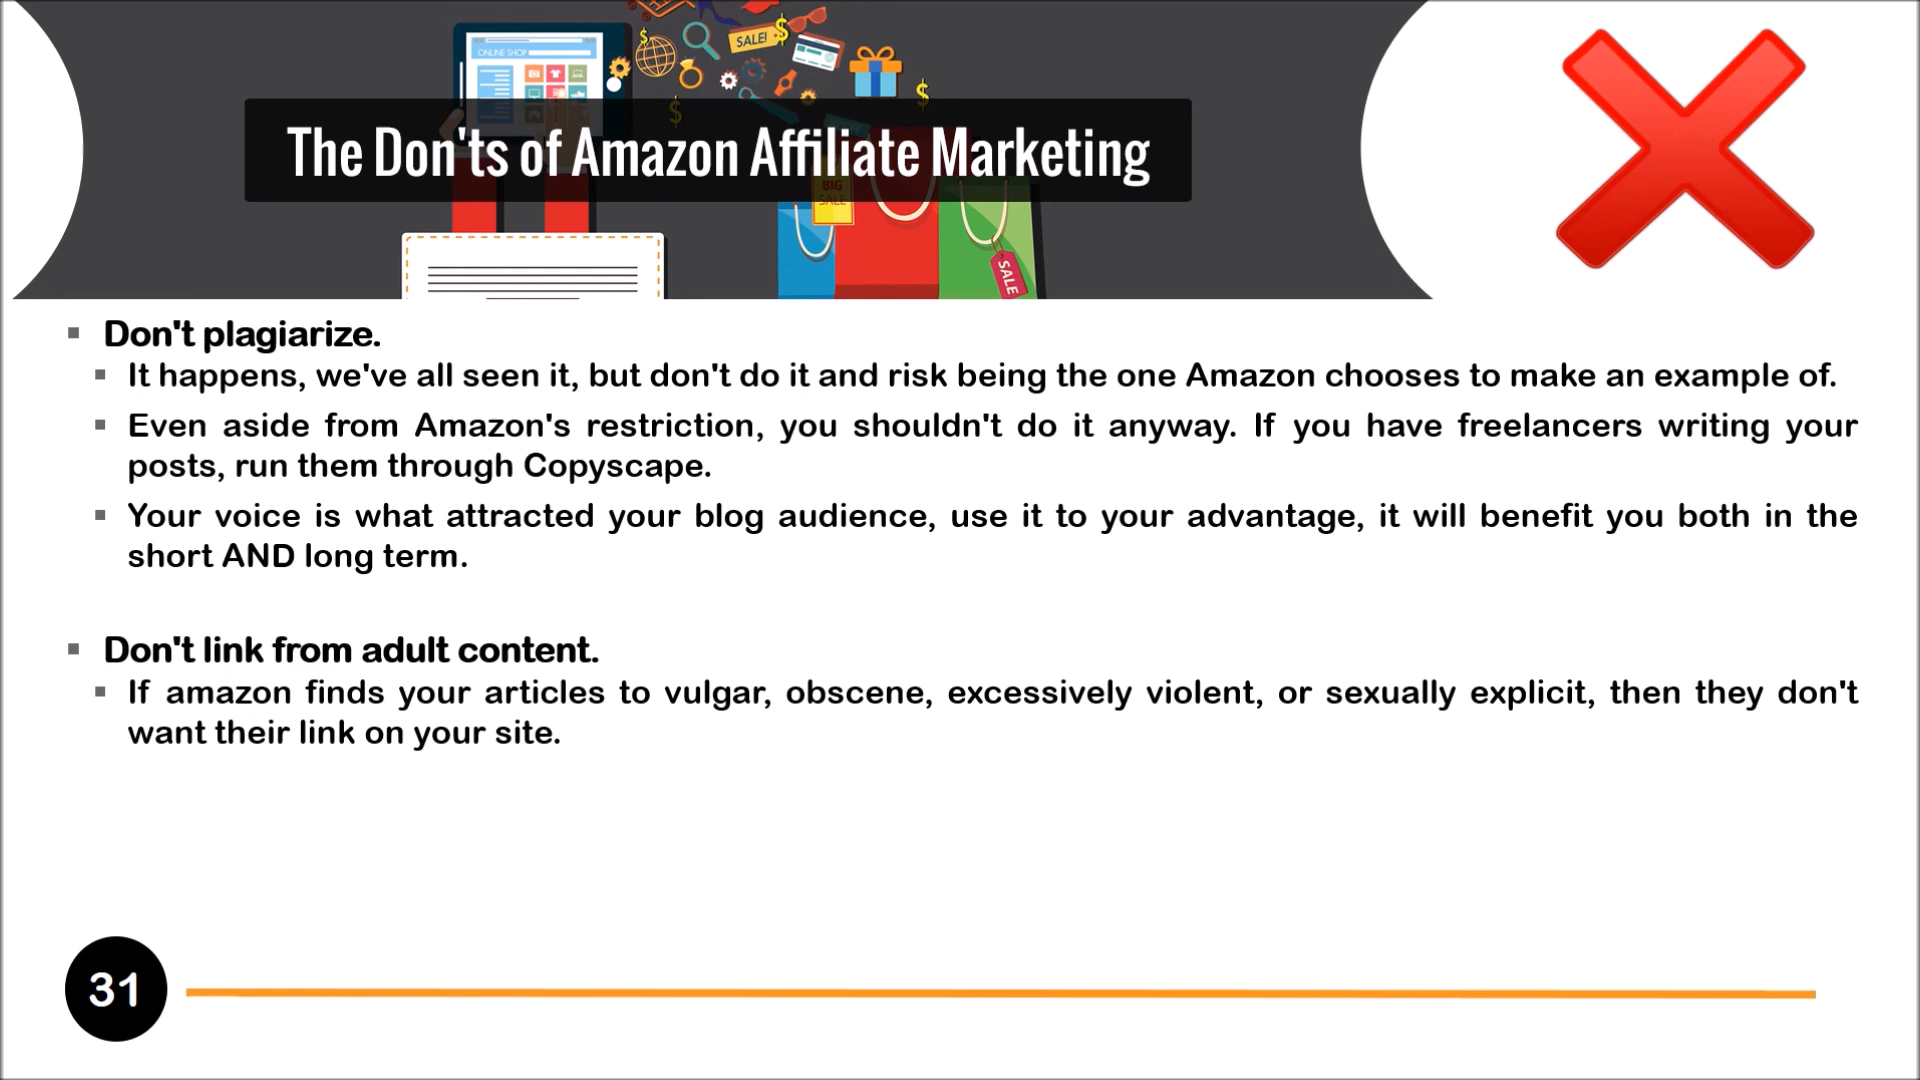 ONLINE SHOP
SALE!
The Don'ts of Amazon Affiliate Marketing
BIG
SALE
SALE
Don't plagiarize.
It happens, we've all seen it, but don't do it and risk being the one Amazon chooses to make an example of.
Even aside from Amazon's restriction, you shouldn't do it anyway. If you have freelancers writing your
posts, run them through Copyscape.
Your voice is what attracted your blog audience, use it to your advantage, it will benefit you both in the
short AND long term.
Don't link from adult content.
If amazon finds your articles to vulgar, obscene, excessively violent, or sexually explicit, then they don't
want their link on your site.
31